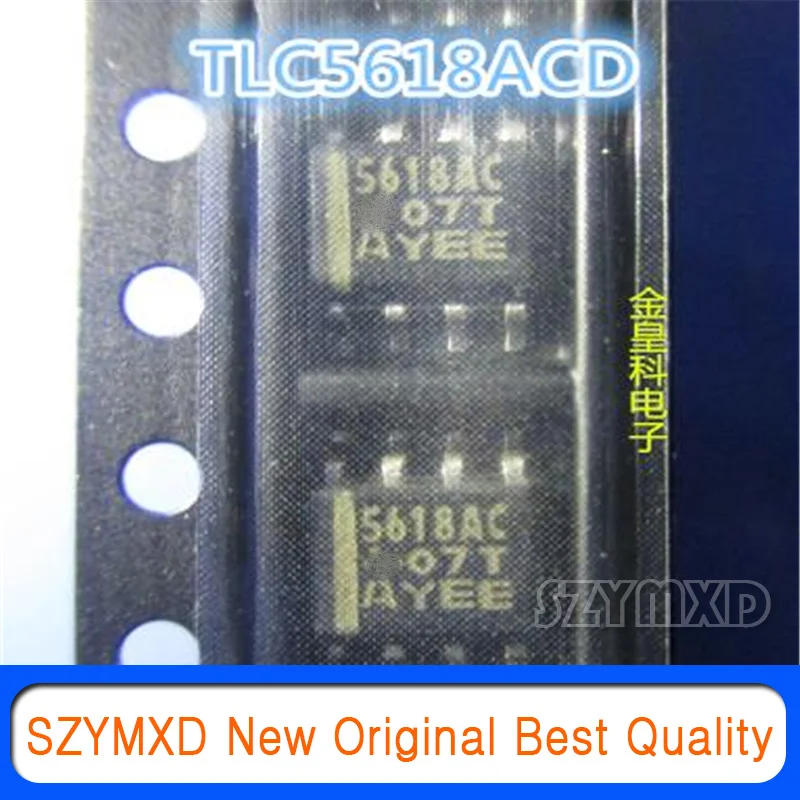 TLC5618ACD
5618AC
07T
AYEE
金皇科电子
5618AC
07T
AYEE
SZYMXD
SZYMXD New Original Best Quality